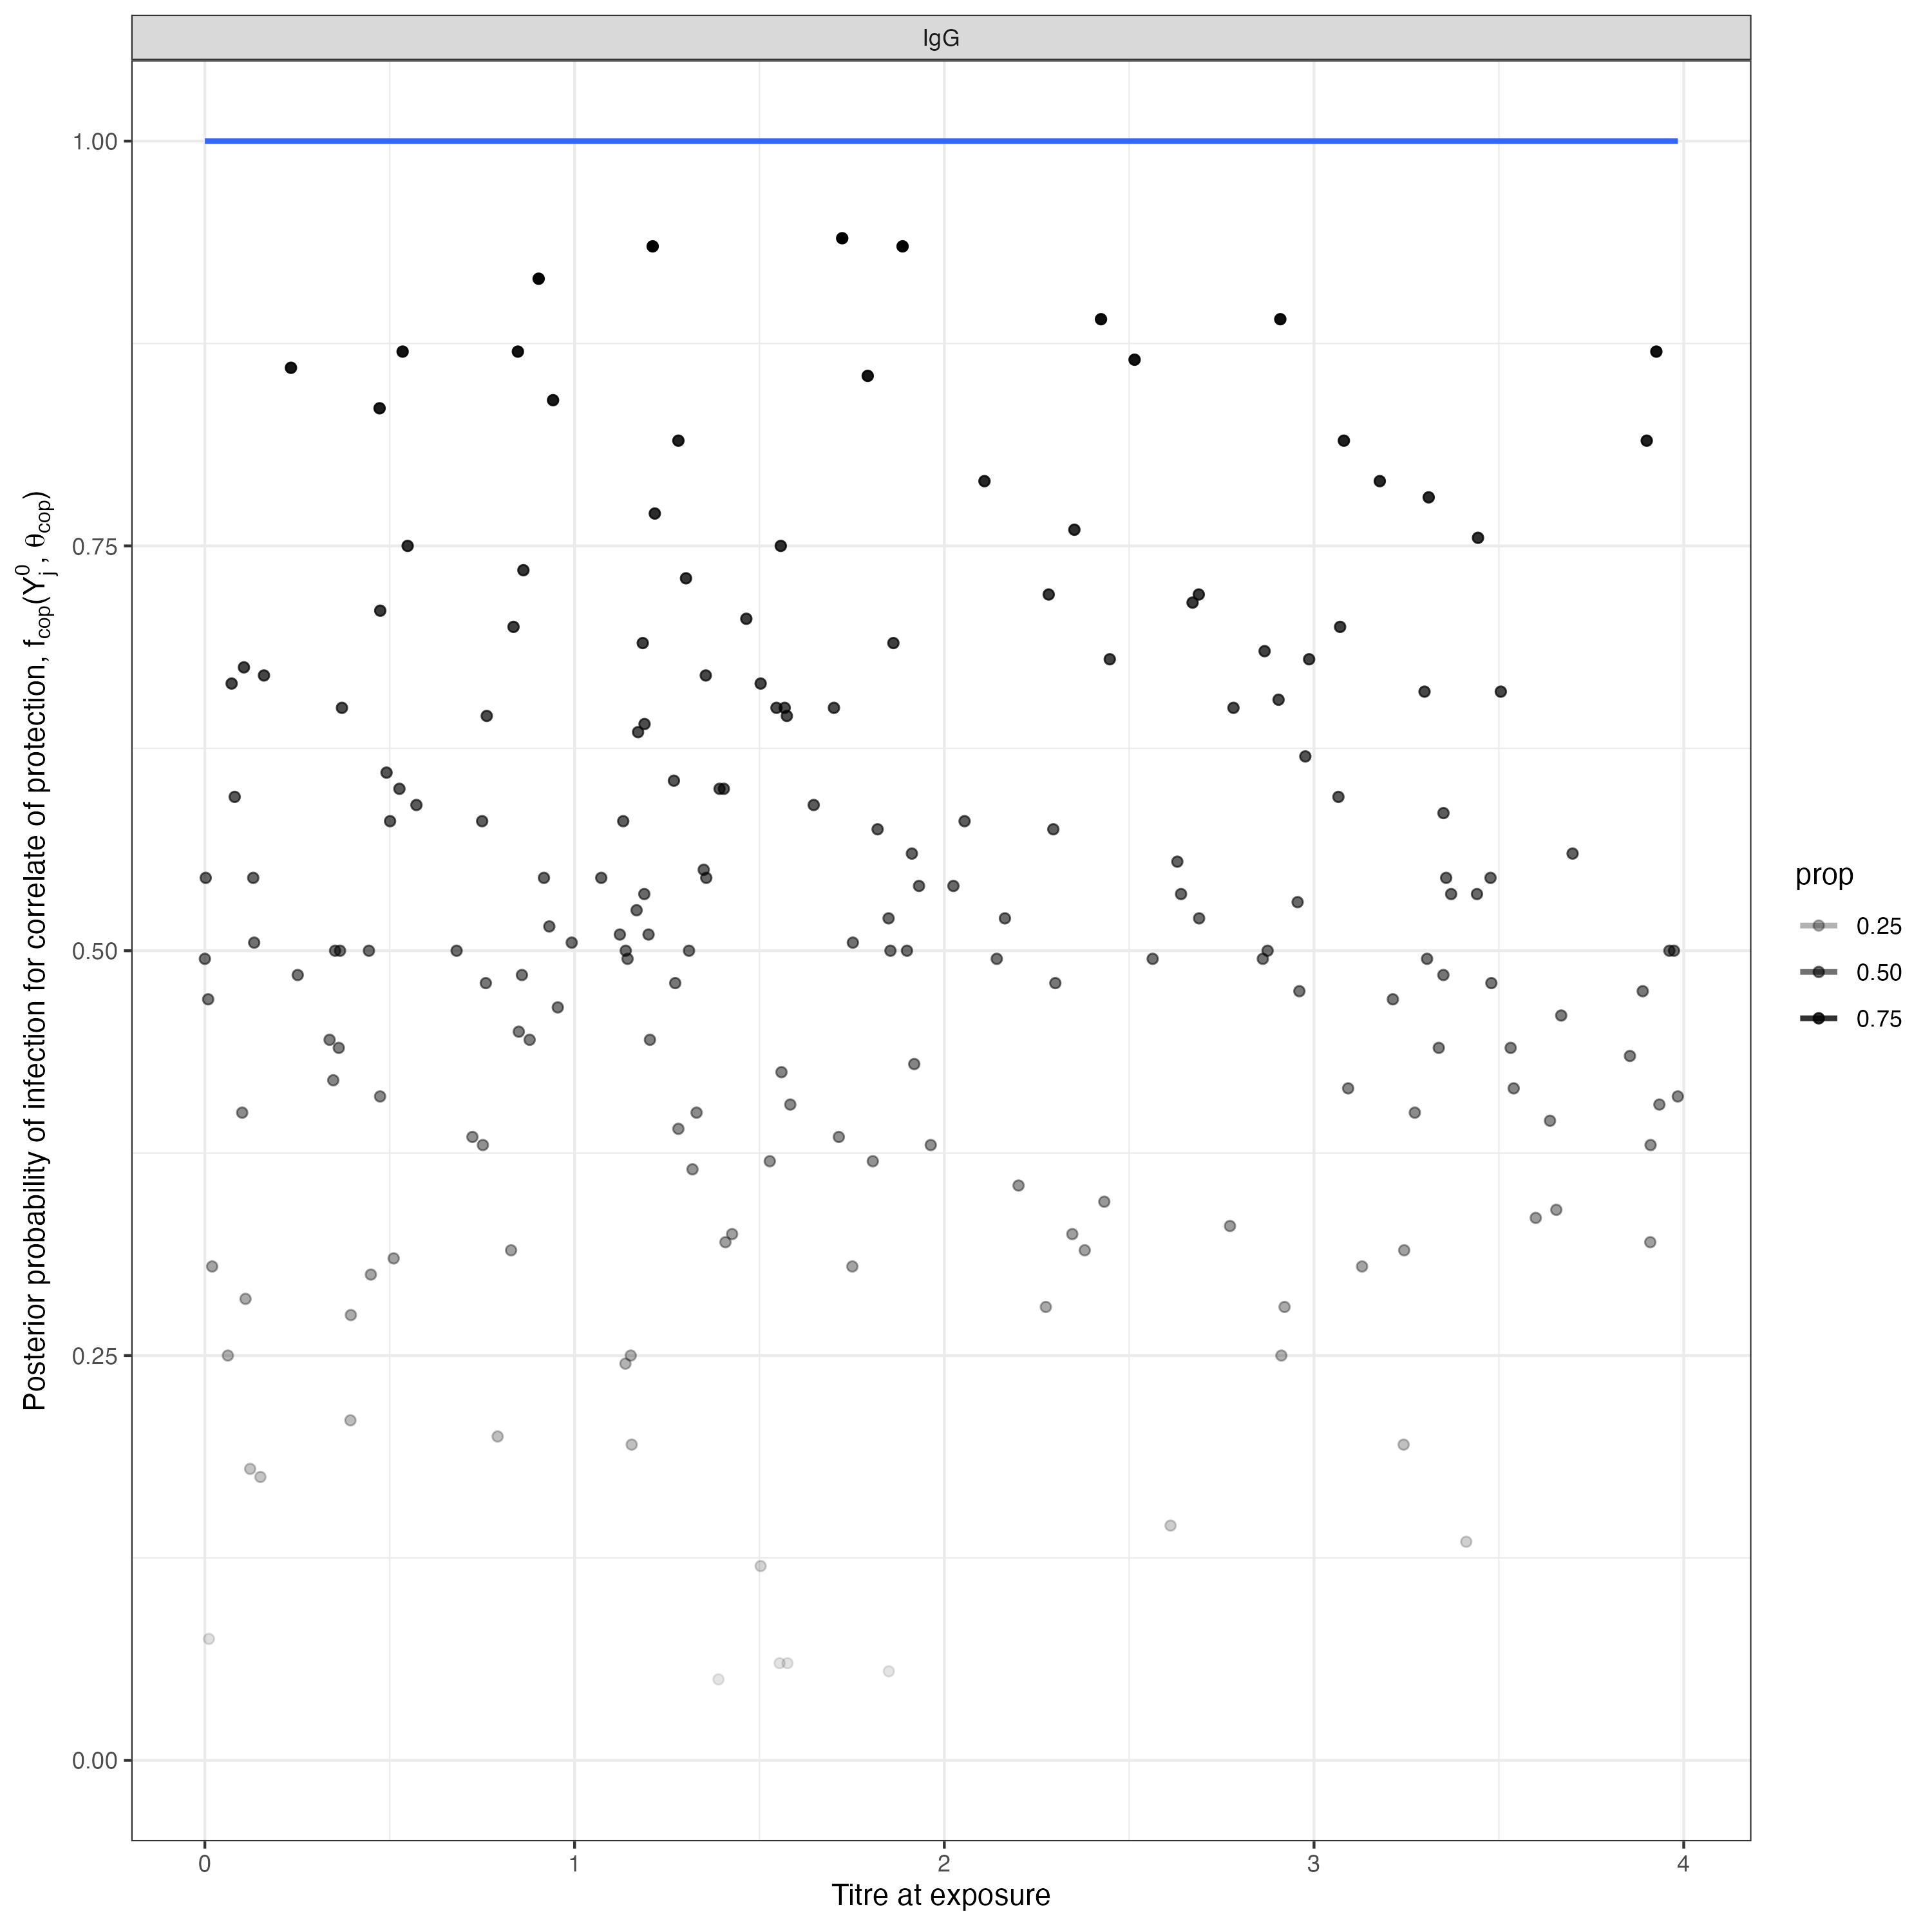 IgG
Posterior probability of infection for correlate of protection, f_cop(Y_j^0, θ_cop)
1.00
0.75
0.50
0.25
0.00
0 1 2 3 4
Titre at exposure
prop
0.25
0.50
0.75